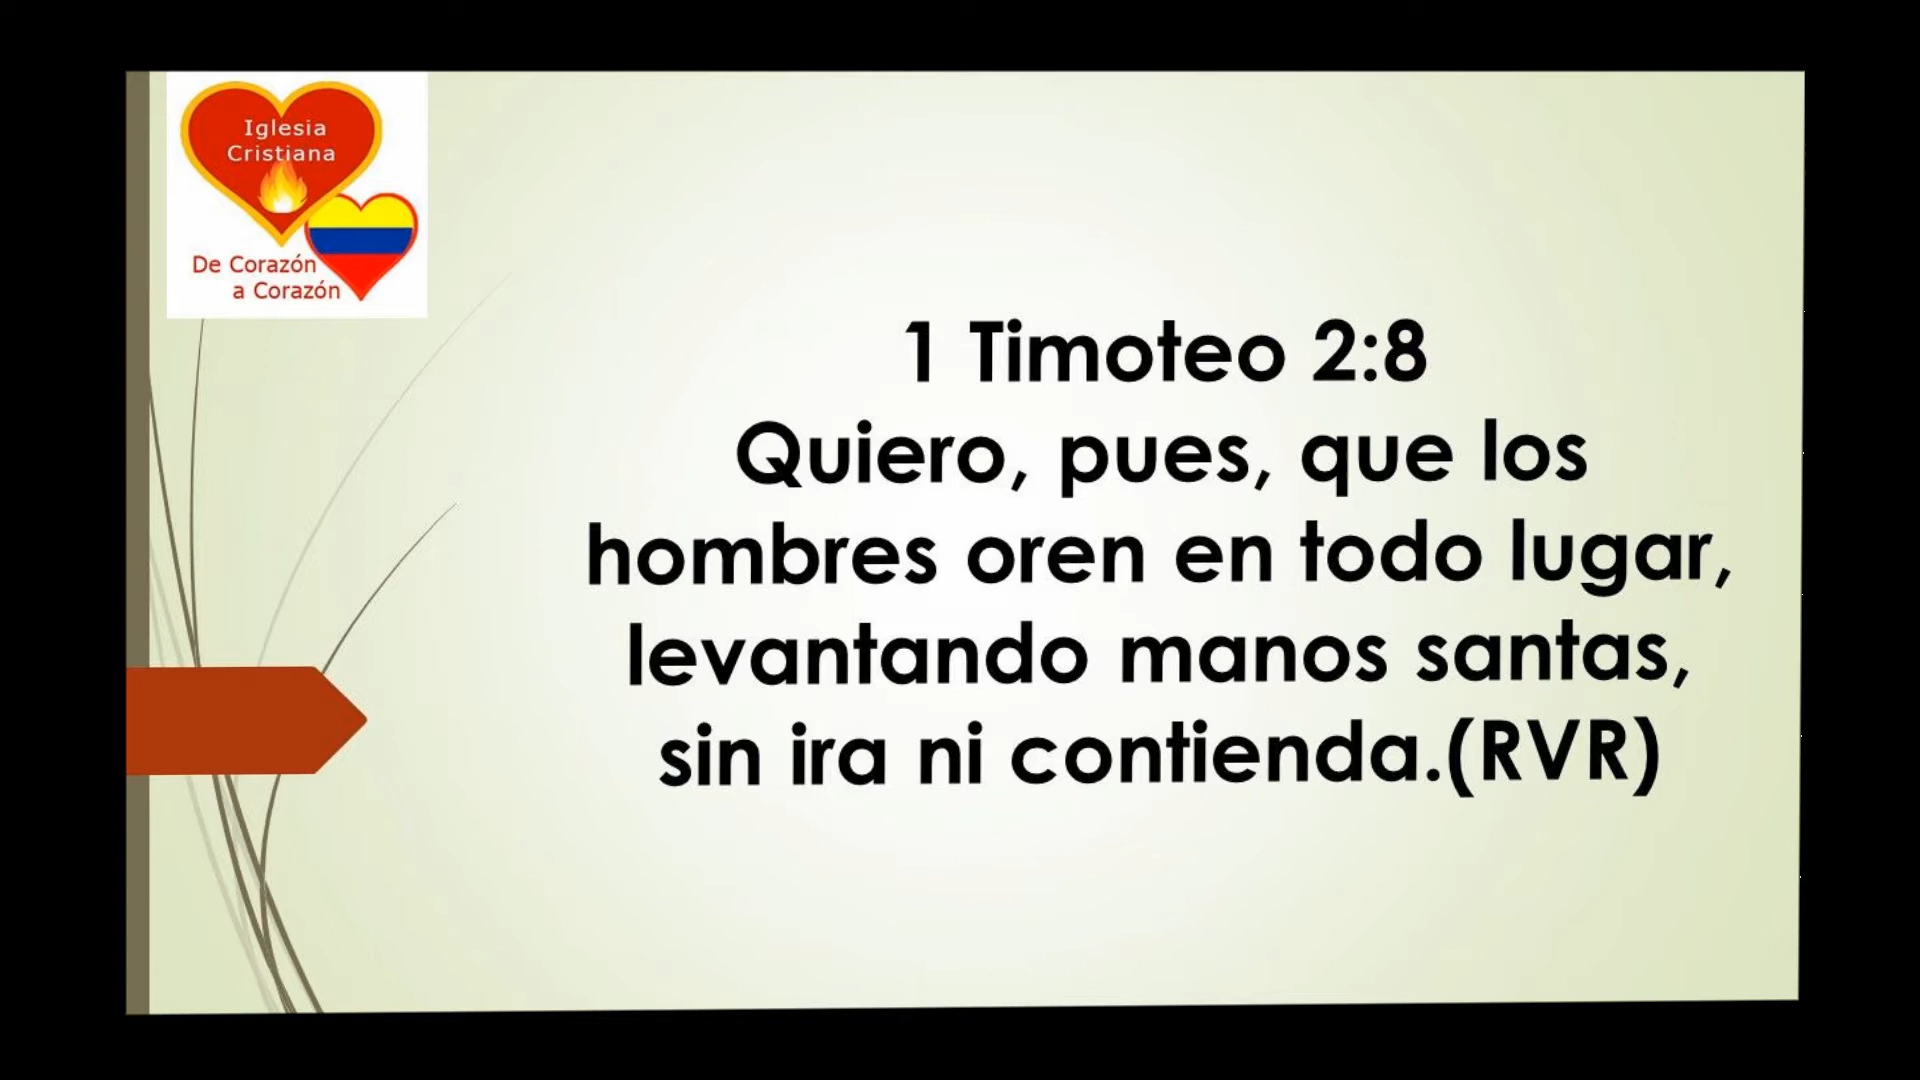 Iglesia
Cristiana
De Corazón
a Corazón
1 Timoteo 2:8
Quiero, pues, que los
hombres oren en todo lugar,
levantando manos santas,
sin ira ni contienda.(RVR)